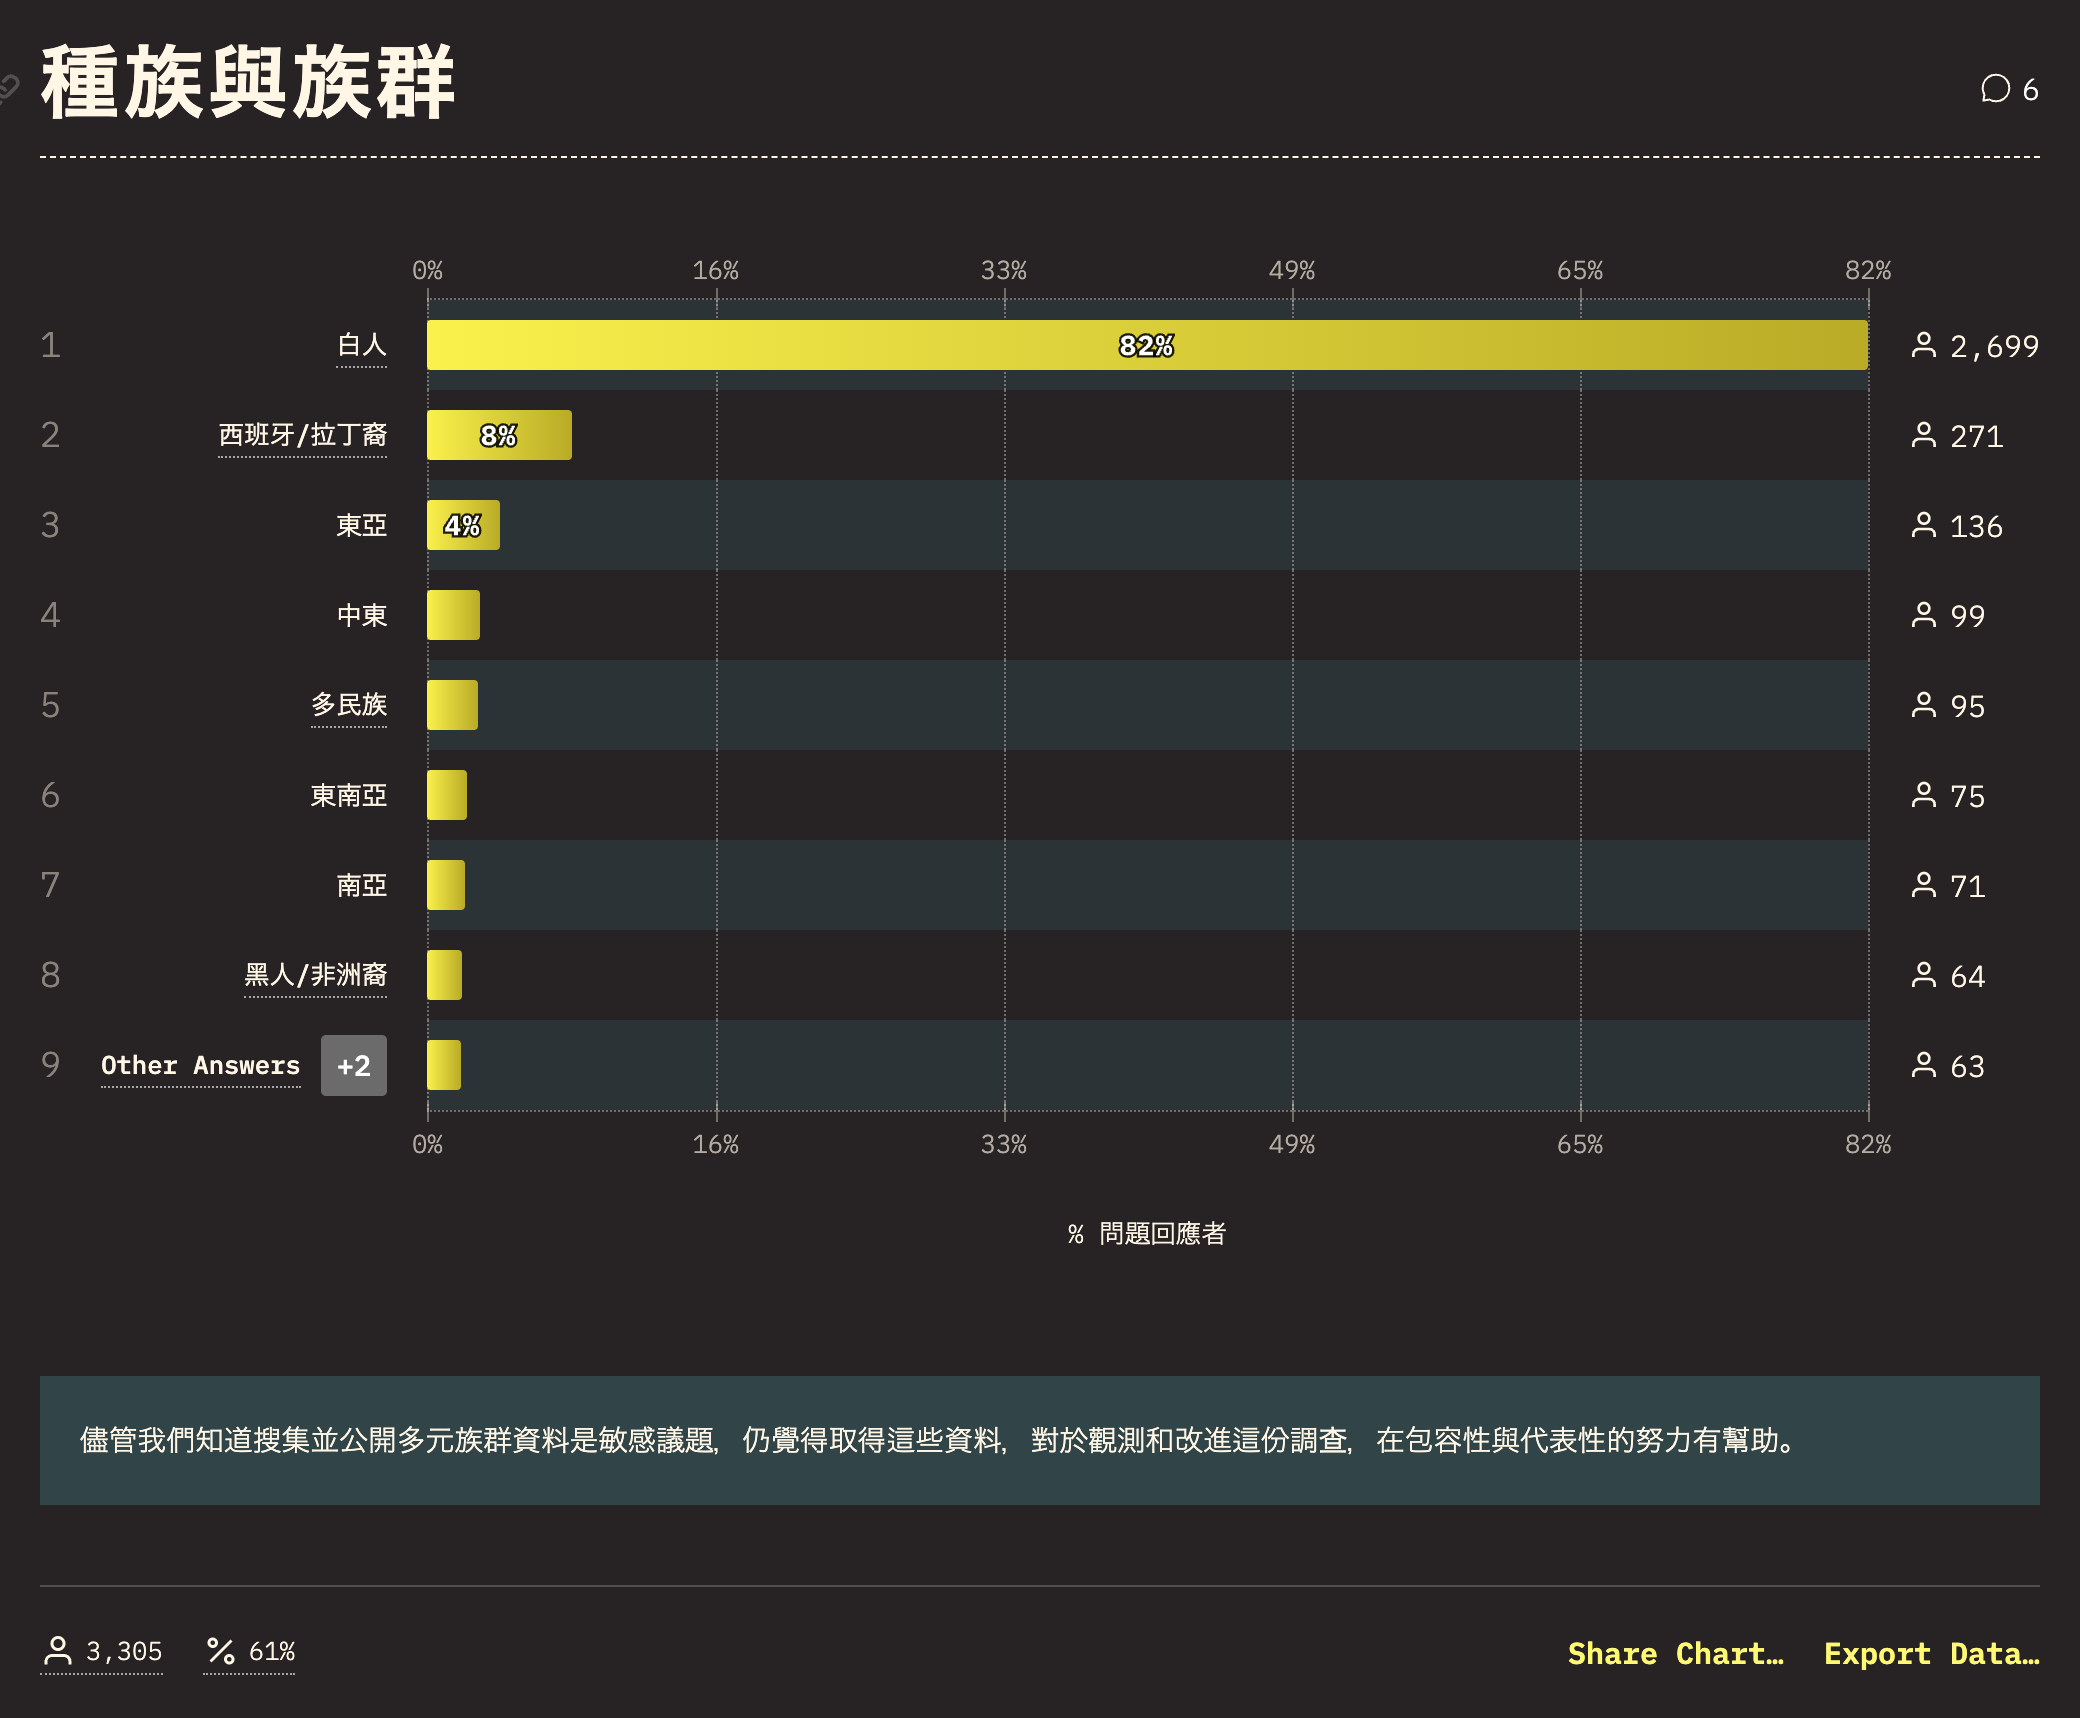 種族與族群
6
0% 16% 33% 49% 65% 82%
1 白人 82% 2,699
2 西班牙/拉丁裔 8% 271
3 東亞 4% 136
4 中東 99
5 多民族 95
6 東南亞 75
7 南亞 71
8 黑人/非洲裔 64
9 Other Answers +2 63
0% 16% 33% 49% 65% 82%
% 問題回應者
儘管我們知道搜集並公開多元族群資料是敏感議題，仍覺得取得這些資料，對於觀測和改進這份調查，在包容性與代表性的努力有幫助。
3,305 61% Share Chart… Export Data…